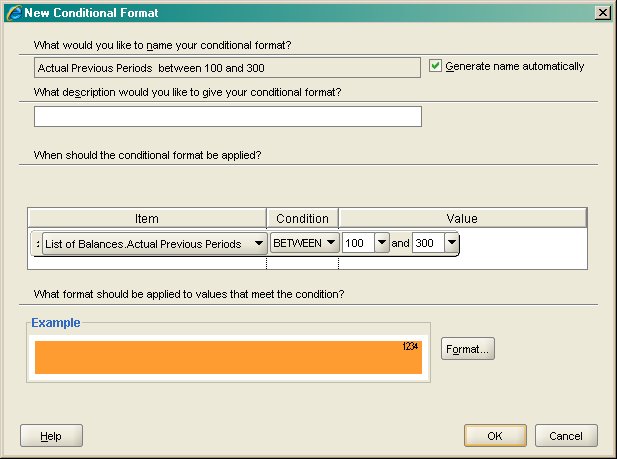 New Conditional Format
What would you like to name your conditional format?
Actual Previous Periods  between 100 and 300
Generate name automatically
What description would you like to give your conditional format?
When should the conditional format be applied?
Item Condition Value
: List of Balances.Actual Previous Periods BETWEEN 100 and 300
What format should be applied to values that meet the condition?
Example
1234
Format...
Help OK Cancel